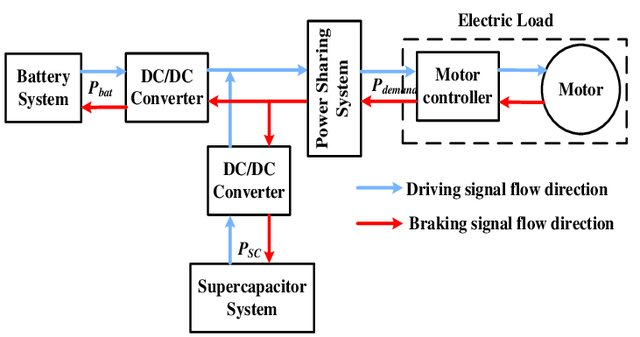 Electric Load
Battery
System
P_bat
DC/DC
Converter
Power Sharing
System
P_demand
Motor
controller
Motor
DC/DC
Converter
Driving signal flow direction
Braking signal flow direction
P_SC
Supercapacitor
System